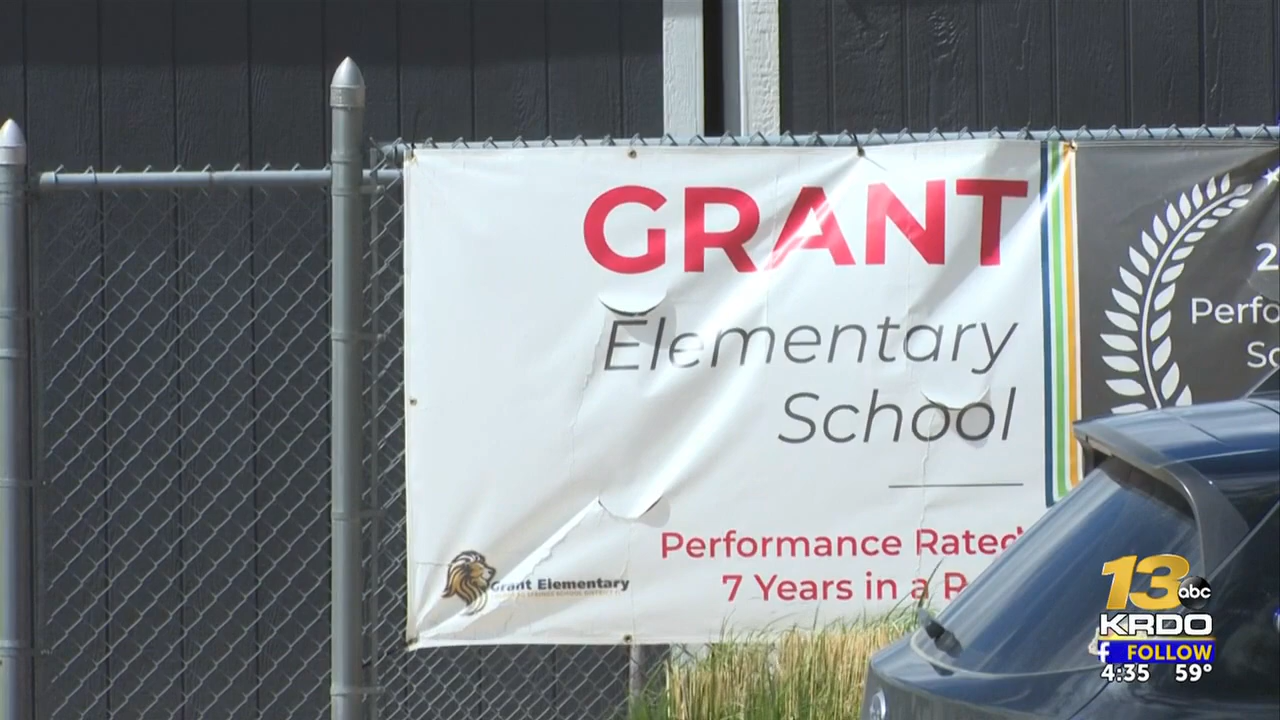 GRANT
Elementary
School
Performance Rated
7 Years in a
Grant Elementary
2
Perfo
Sc
13 abc
KRDO
f FOLLOW
4:35 59°